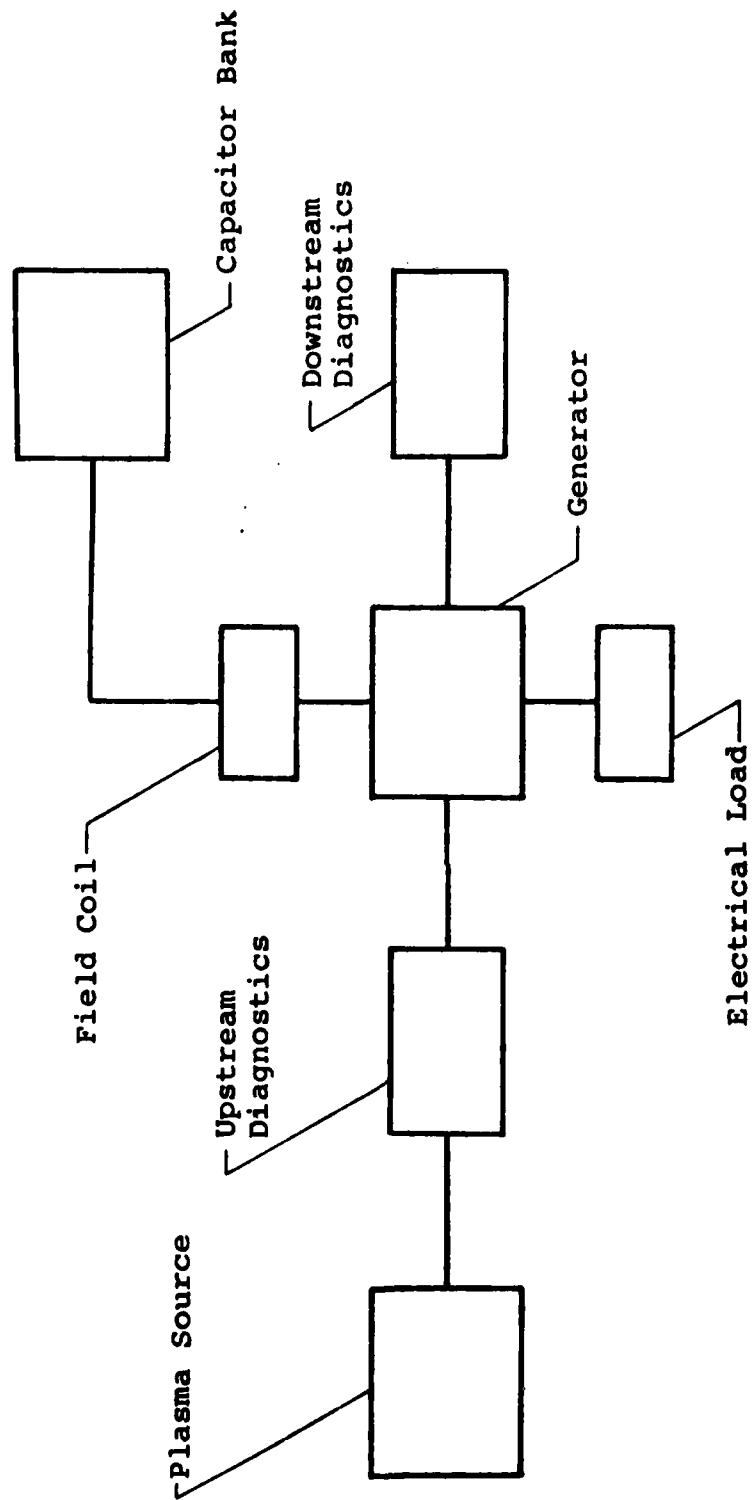 Plasma Source
Upstream
Diagnostics
Field Coil
Electrical Load
Generator
Downstream
Diagnostics
Capacitor Bank